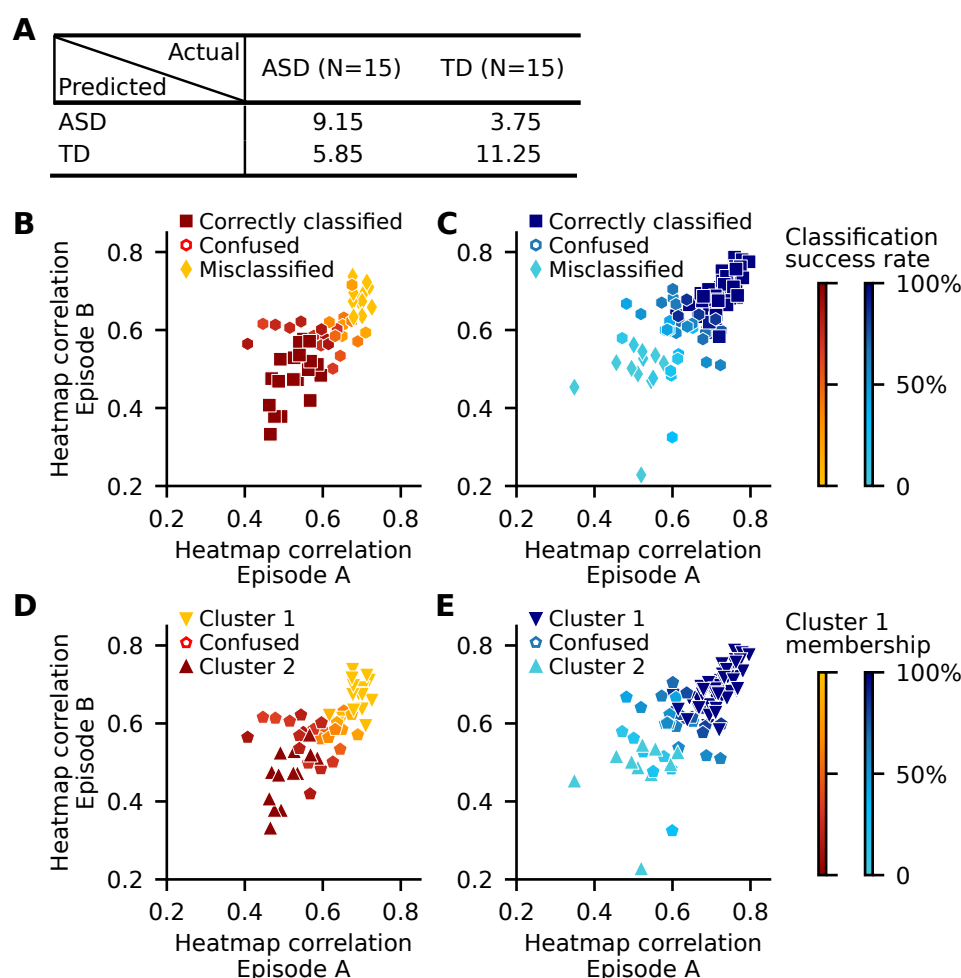 A
Actual
Predicted
ASD (N=15)
TD (N=15)
ASD
9.15
3.75
TD
5.85
11.25
B
Correctly classified
Confused
Misclassified
0.8
0.6
0.4
0.2
0.2
0.4
0.6
0.8
Heatmap correlation
Episode B
Heatmap correlation
Episode A
C
Correctly classified
Confused
Misclassified
0.8
0.6
0.4
0.2
0.2
0.4
0.6
0.8
Heatmap correlation
Episode A
Classification
success rate
100%
50%
0
D
Cluster 1
Confused
Cluster 2
0.8
0.6
0.4
0.2
0.2
0.4
0.6
0.8
Heatmap correlation
Episode B
Heatmap correlation
Episode A
E
Cluster 1
Confused
Cluster 2
0.8
0.6
0.4
0.2
0.2
0.4
0.6
0.8
Heatmap correlation
Episode A
Cluster 1
membership
100%
50%
0